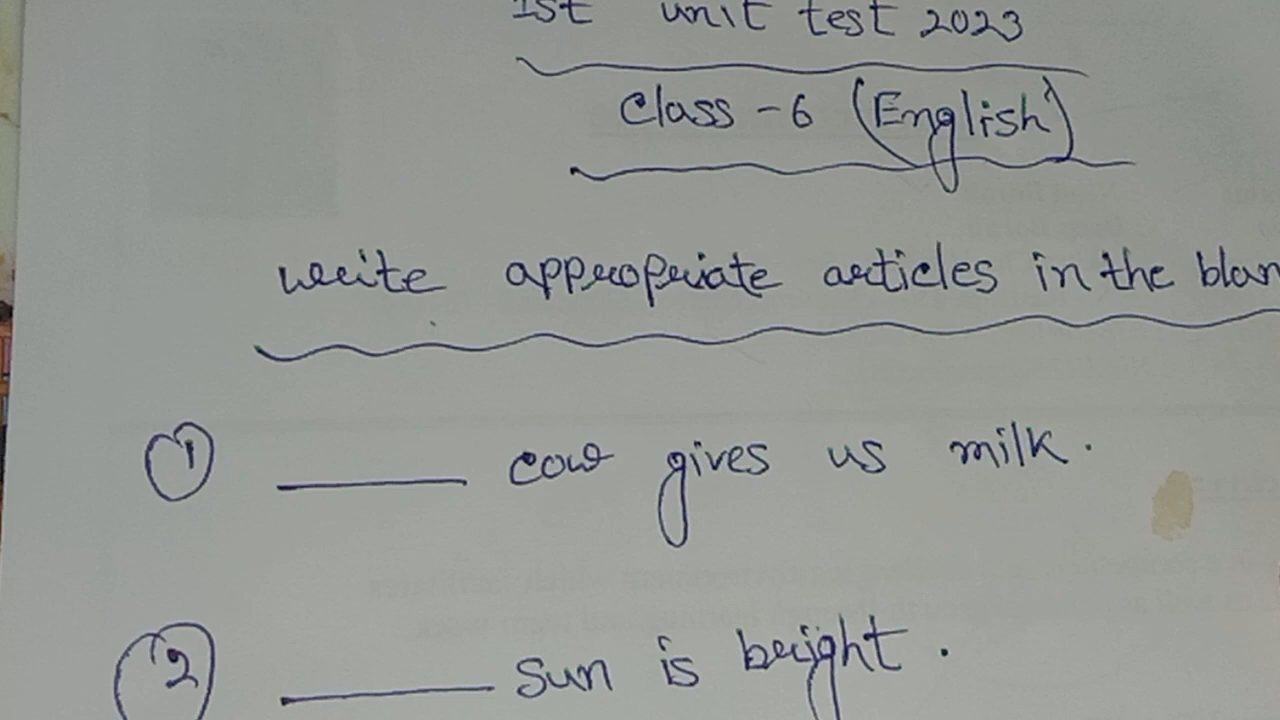 1st unit test 2023
Class - 6 (English)
write appropriate articles in the blan
① ______ cow gives us milk.
② ______ sun is bright.